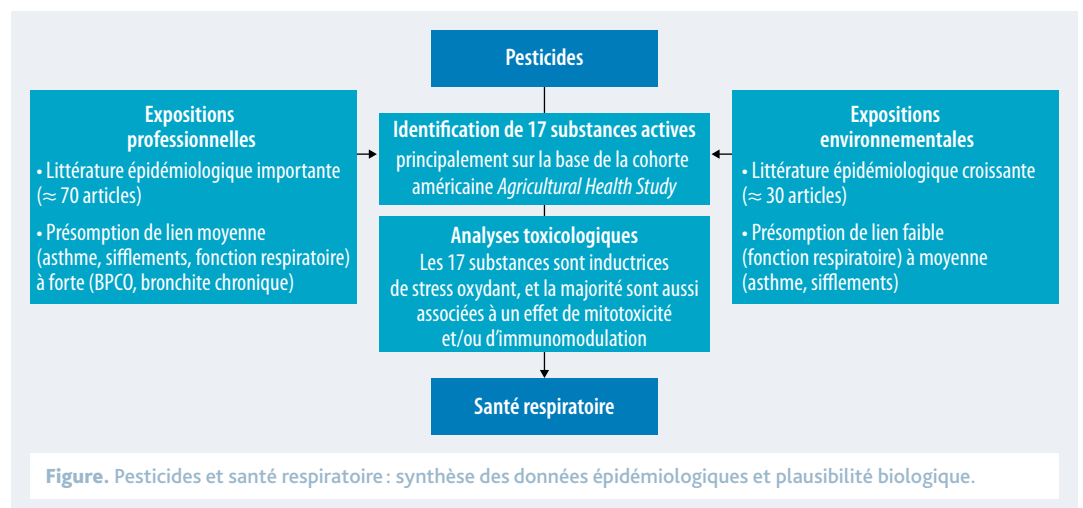 Pesticides
Expositions
professionnelles
• Littérature épidémiologique importante
(≈ 70 articles)
• Présomption de lien moyenne
(asthme, sifflements, fonction respiratoire)
à forte (BPCO, bronchite chronique)
Identification de 17 substances actives
principalement sur la base de la cohorte
américaine Agricultural Health Study
Analyses toxicologiques
Les 17 substances sont inductrices
de stress oxydant, et la majorité sont aussi
associées à un effet de mitotoxicité
et/ou d’immunomodulation
Expositions
environnementales
• Littérature épidémiologique croissante
(≈ 30 articles)
• Présomption de lien faible
(fonction respiratoire) à moyenne
(asthme, sifflements)
Santé respiratoire
Figure. Pesticides et santé respiratoire : synthèse des données épidémiologiques et plausibilité biologique.